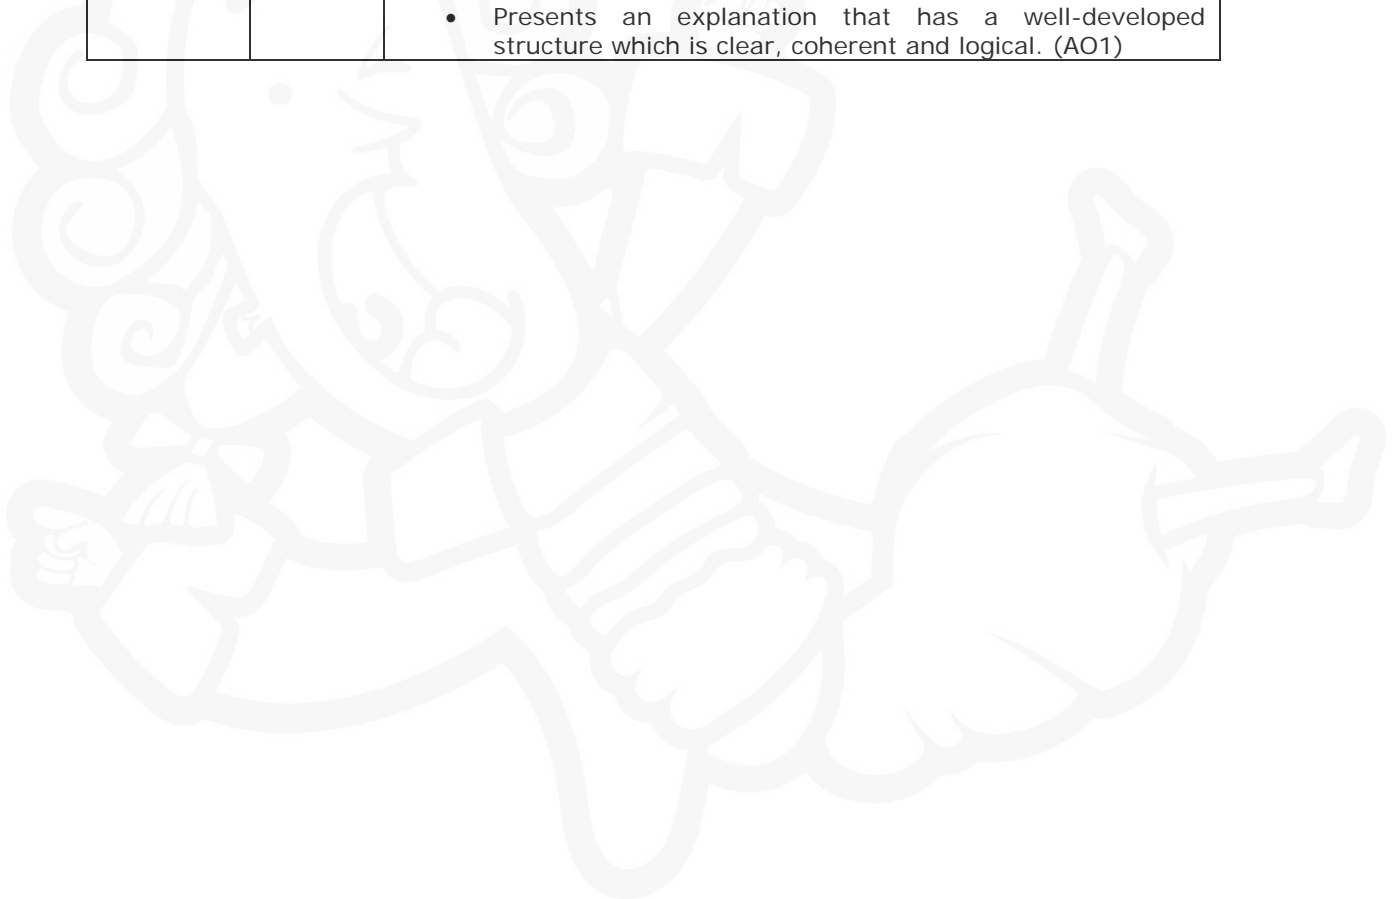 • Presents an explanation that has a well-developed
structure which is clear, coherent and logical. (AO1)